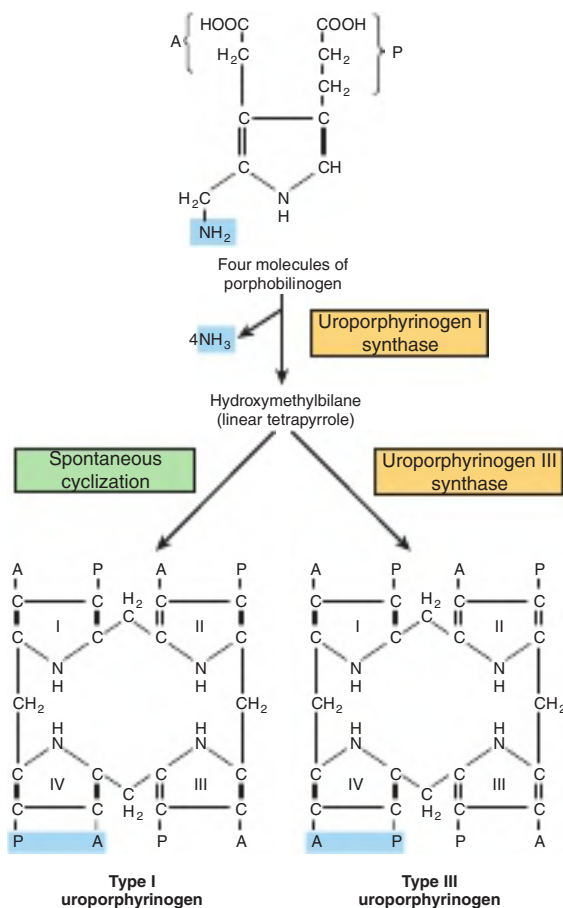 HOOC COOH
A H₂C CH₂ P
CH₂
C C
C CH
H₂C N
H
NH₂
Four molecules of
porphobilinogen
4NH₃
Uroporphyrinogen I
synthase
Hydroxymethylbilane
(linear tetrapyrrole)
Spontaneous
cyclization
Uroporphyrinogen III
synthase
A P A P
C C H₂ C C
I C II
C C C C
N N
H H
CH₂ CH₂
H H
N N
C C C C
IV C III
C C H₂ C C
P A P A
Type I
uroporphyrinogen
A P A P
C C H₂ C C
I C II
C C C C
N N
H H
CH₂ CH₂
H H
N N
C C C C
IV C III
C C H₂ C C
A P P A
Type III
uroporphyrinogen